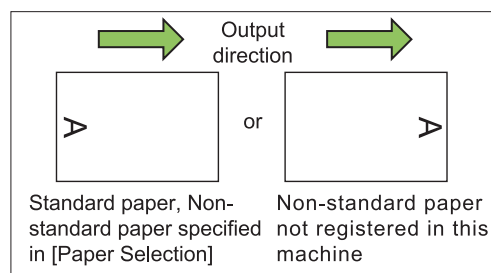 Output
direction
A
or
A
Standard paper, Non-
standard paper specified
in [Paper Selection]
Non-standard paper
not registered in this
machine